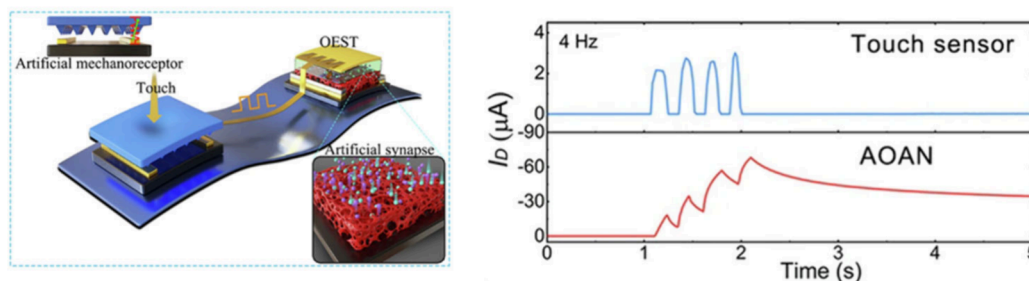 OEST
Artificial mechanoreceptor
Touch
Artificial synapse
4 Hz
Touch sensor
4
2
0
-90
AOAN
-60
-30
0
I_D (μA)
0 1 2 3 4 5
Time (s)